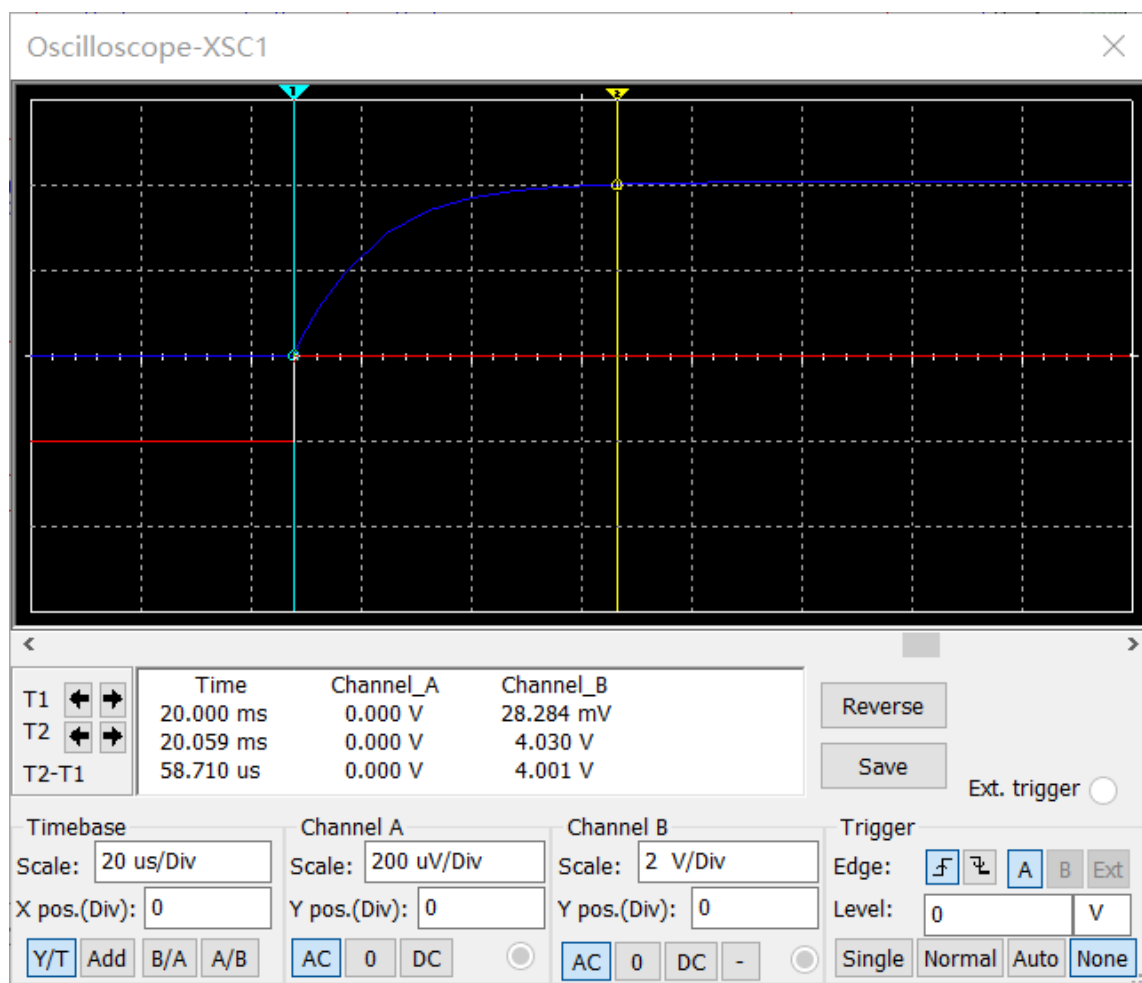 Oscilloscope-XSC1
1
2
Time Channel_A Channel_B
T1 20.000 ms 0.000 V 28.284 mV
T2 20.059 ms 0.000 V 4.030 V
T2-T1 58.710 us 0.000 V 4.001 V
Reverse
Save
Ext. trigger
Timebase
Scale: 20 us/Div
X pos.(Div): 0
Y/T Add B/A A/B
Channel A
Scale: 200 uV/Div
Y pos.(Div): 0
AC 0 DC
Channel B
Scale: 2 V/Div
Y pos.(Div): 0
AC 0 DC -
Trigger
Edge: A B Ext
Level: 0 V
Single Normal Auto None